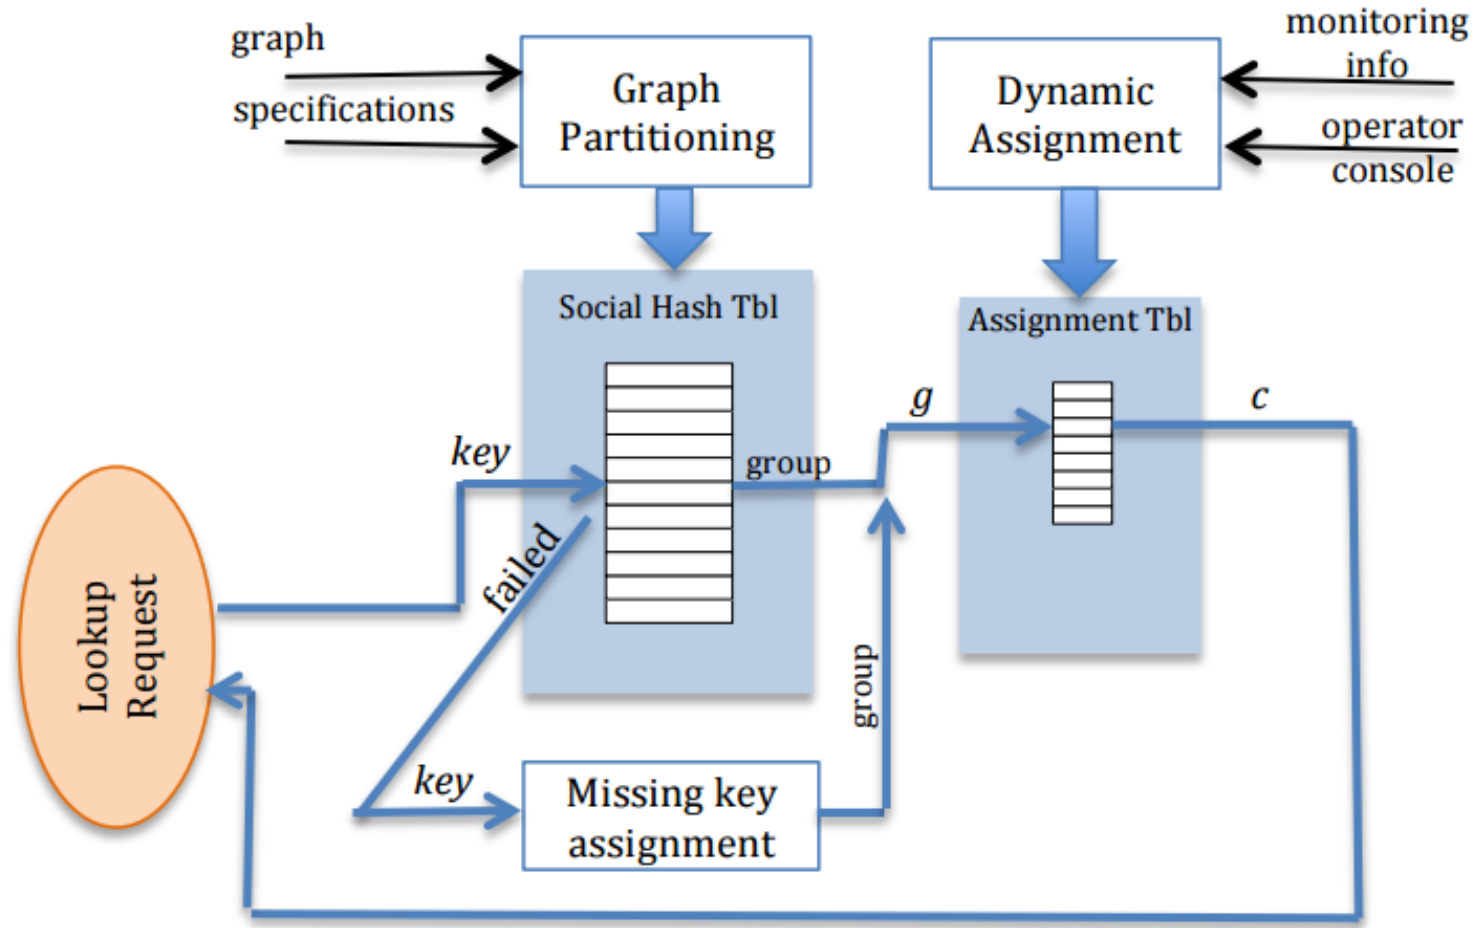 graph
specifications
Graph
Partitioning
Dynamic
Assignment
monitoring
info
operator
console
Social Hash Tbl
Assignment Tbl
key
group
g
c
failed
Lookup
Request
key
Missing key
assignment
group